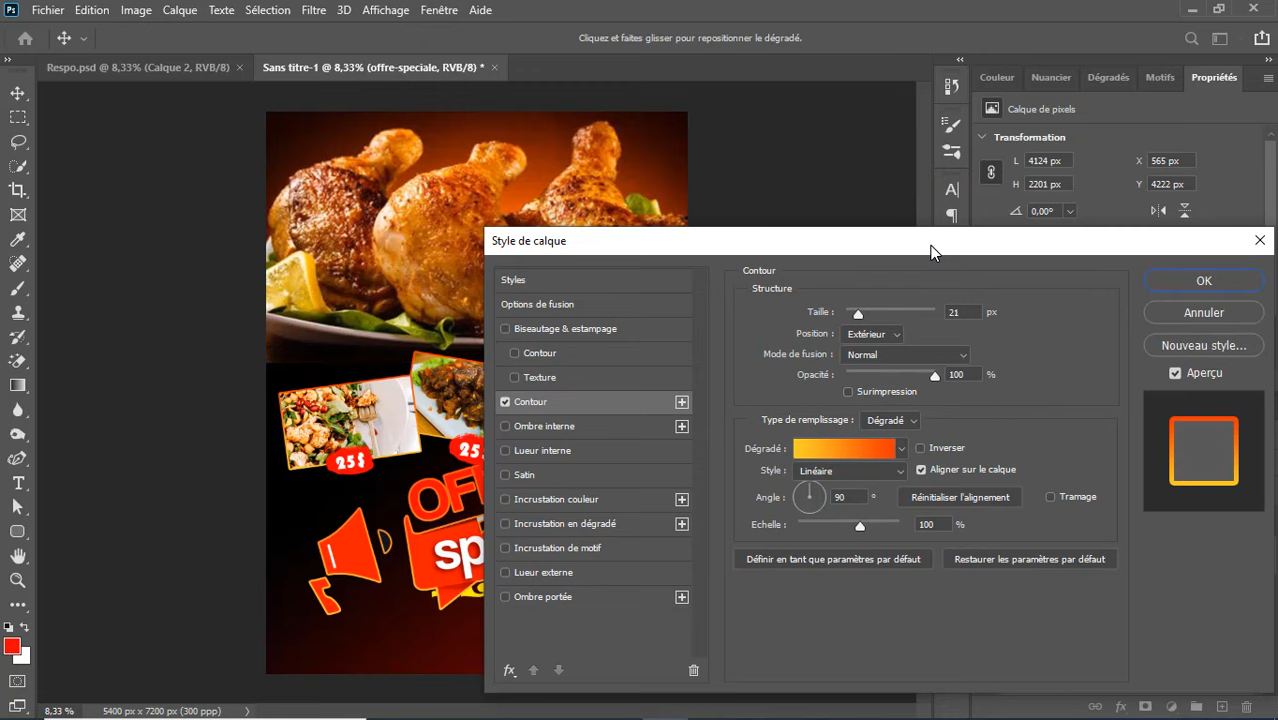 Ps Fichier Edition Image Calque Texte Sélection Filtre 3D Affichage Fenêtre Aide
Cliquez et faites glisser pour repositionner le dégradé.
Respo.psd @ 8,33% (Calque 2, RVB/8) × Sans titre-1 @ 8,33% (offre-speciale, RVB/8) * ×
Couleur Nuancier Dégradés Motifs Propriétés
Calque de pixels
Transformation
L 4124 px X 565 px
H 2201 px Y 4222 px
0,00°
Style de calque
Styles
Options de fusion
Biseautage & estampage
Contour
Texture
Contour
Ombre interne
Lueur interne
Satin
Incrustation couleur
Incrustation en dégradé
Incrustation de motif
Lueur externe
Ombre portée
fx
Contour
Structure
Taille : 21 px
Position : Extérieur
Mode de fusion : Normal
Opacité : 100 %
Surimpression
Type de remplissage : Dégradé
Dégradé : Inverser
Style : Linéaire Aligner sur le calque
Angle : 90 ° Réinitialiser l'alignement Tramage
Echelle : 100 %
Définir en tant que paramètres par défaut Restaurer les paramètres par défaut
OK
Annuler
Nouveau style...
Aperçu
25$
25
OF
sp
8,33 % 5400 px x 7200 px (300 ppp)
fx